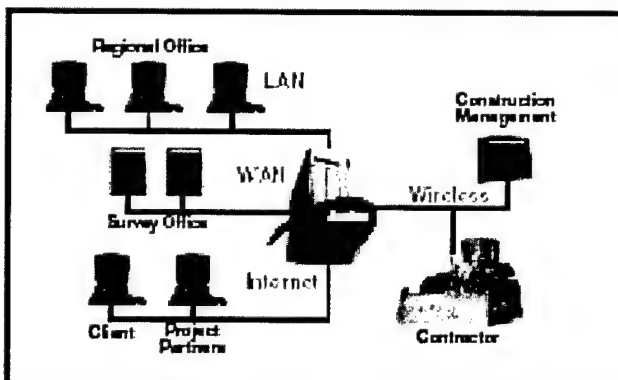 Regional Office
LAN
Construction
Management
WAN
Wireless
Survey Office
Internet
Client
Project
Partners
Contractor